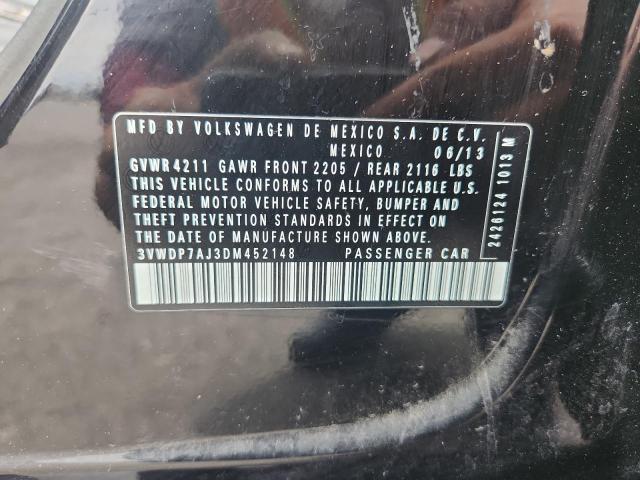 MFD BY VOLKSWAGEN DE MEXICO S.A. DE C.V.
MEXICO 06/13
GVWR 4211 GAWR FRONT 2205 / REAR 2116 LBS
THIS VEHICLE CONFORMS TO ALL APPLICABLE U.S.
FEDERAL MOTOR VEHICLE SAFETY, BUMPER AND
THEFT PREVENTION STANDARDS IN EFFECT ON
THE DATE OF MANUFACTURE SHOWN ABOVE.
3VWDP7AJ3DM452148 PASSENGER CAR
2426124 1013 M